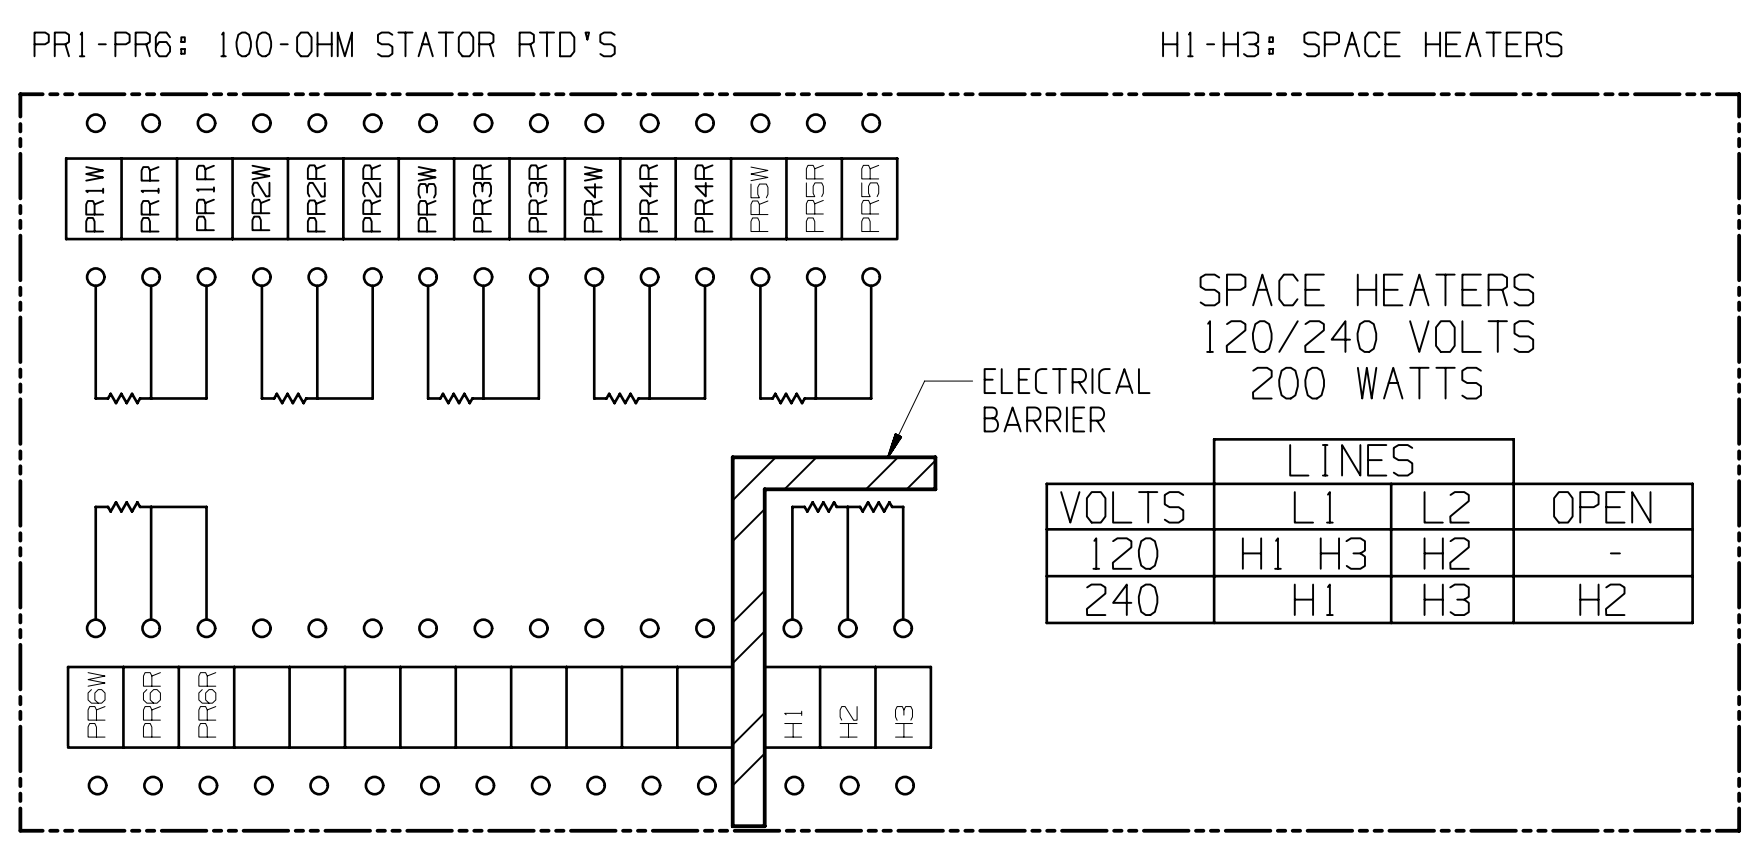 PR1-PR6: 100-OHM STATOR RTD'S
H1-H3: SPACE HEATERS
PR1W PR1R PR1R PR2W PR2R PR2R PR3W PR3R PR3R PR4W PR4R PR4R PR5W PR5R PR5R
SPACE HEATERS
120/240 VOLTS
200 WATTS
ELECTRICAL
BARRIER
LINES
VOLTS L1 L2 OPEN
120 H1 H3 H2 -
240 H1 H3 H2
PR6W PR6R PR6R H1 H2 H3